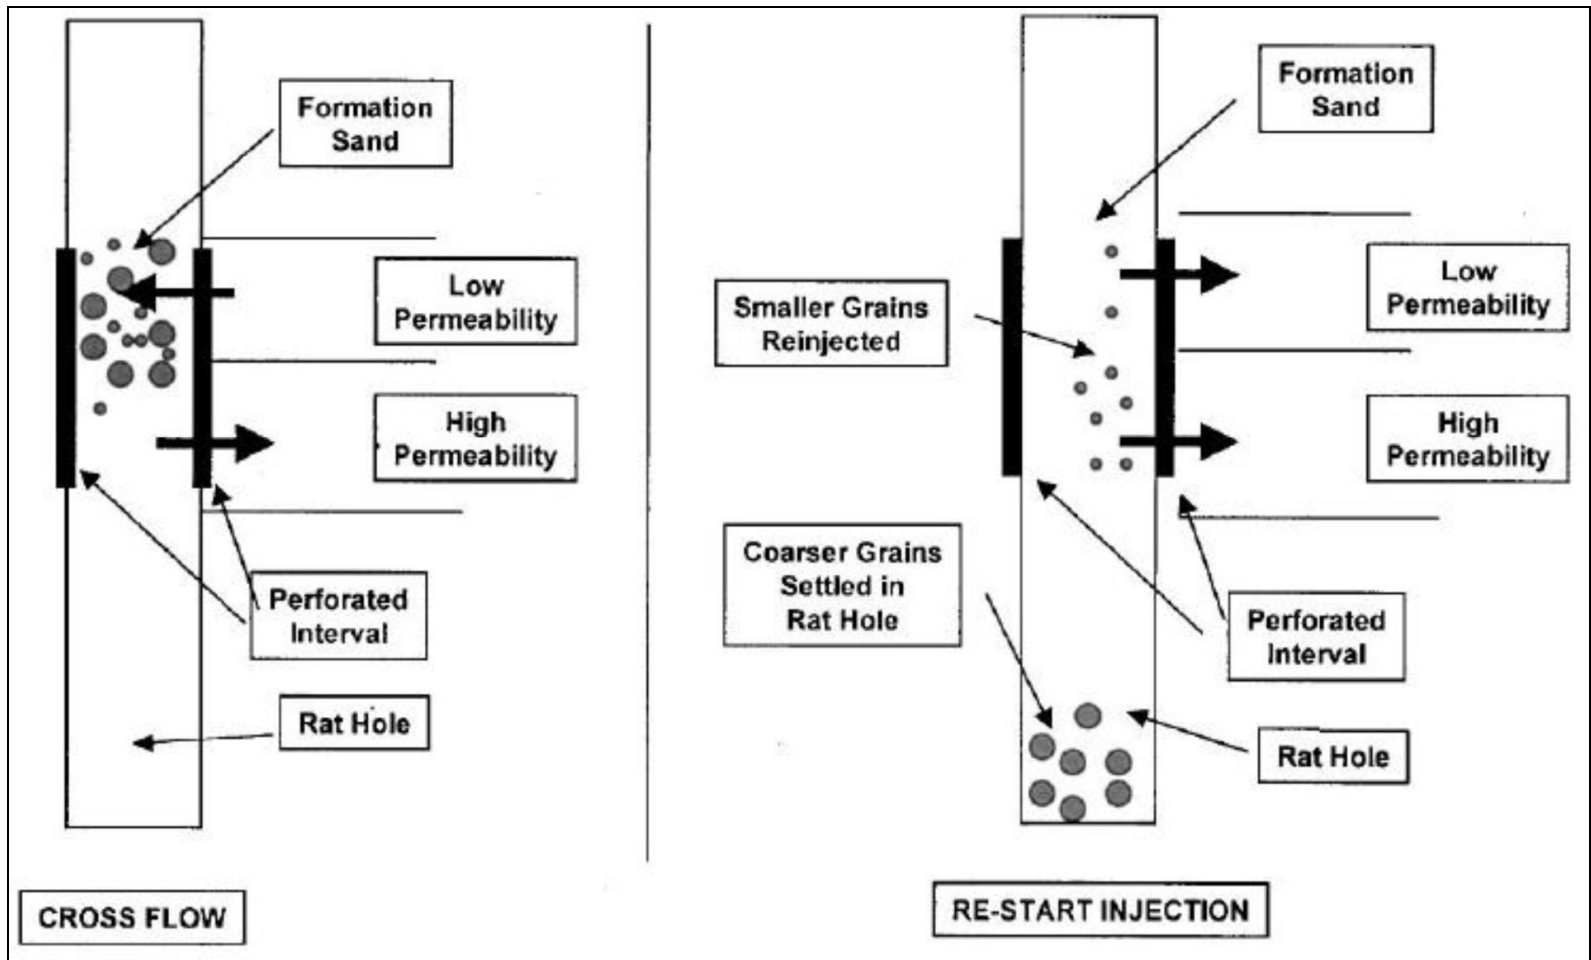 Formation
Sand
Low
Permeability
High
Permeability
Perforated
Interval
Rat Hole
CROSS FLOW
Formation
Sand
Smaller Grains
Reinjected
Low
Permeability
High
Permeability
Coarser Grains
Settled in
Rat Hole
Perforated
Interval
Rat Hole
RE-START INJECTION